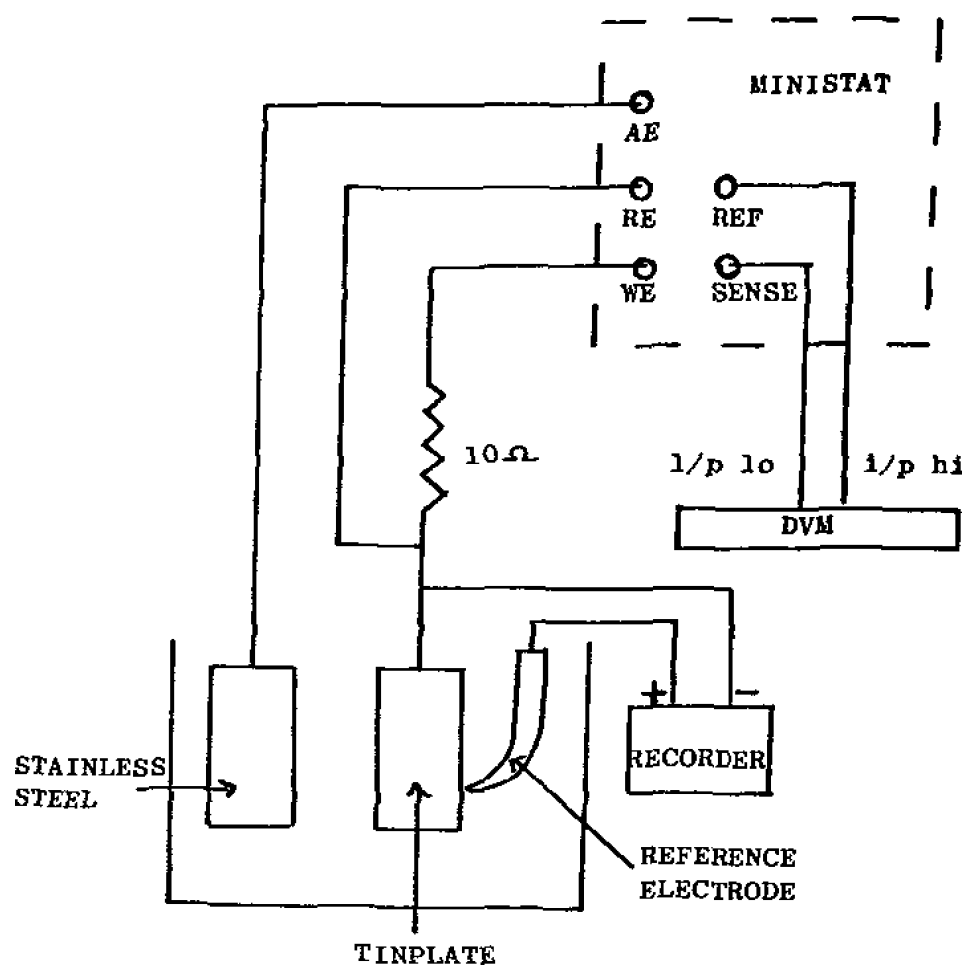 MINISTAT
AE
RE REF
WE SENSE
10Ω
l/p lo i/p hi
DVM
+ -
RECORDER
STAINLESS
STEEL
REFERENCE
ELECTRODE
TINPLATE